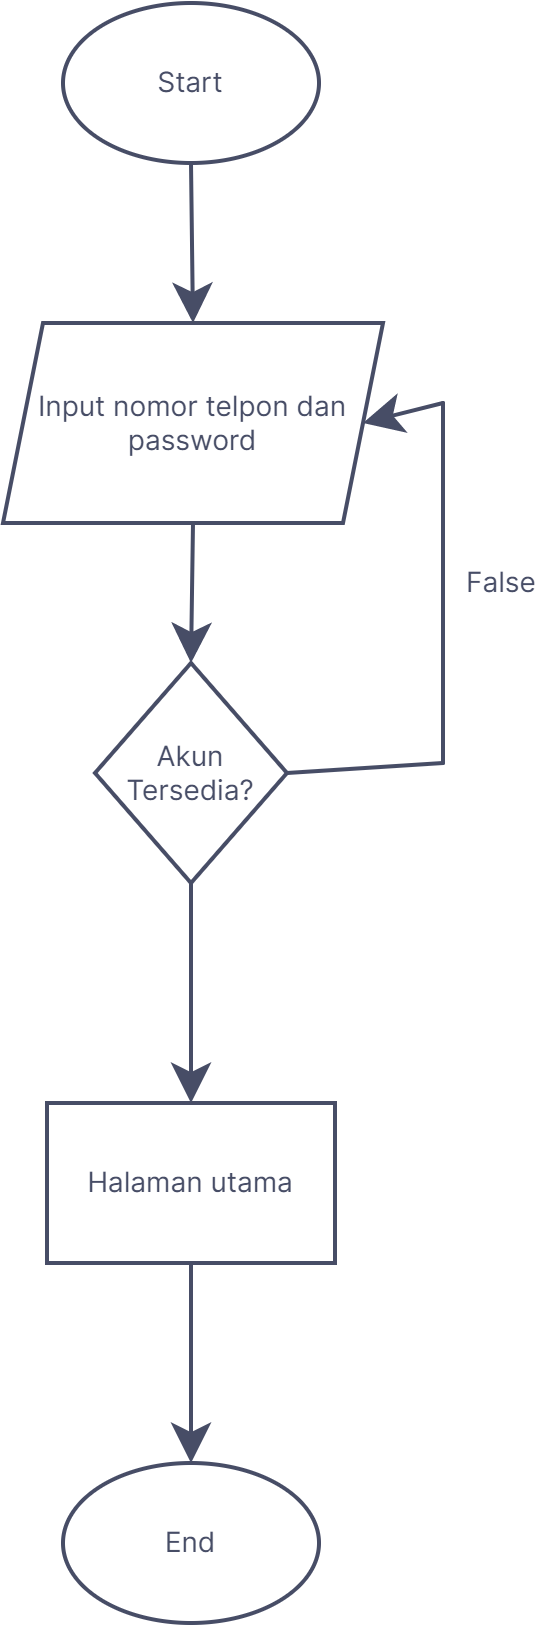 Start
Input nomor telpon dan
password
False
Akun
Tersedia?
Halaman utama
End